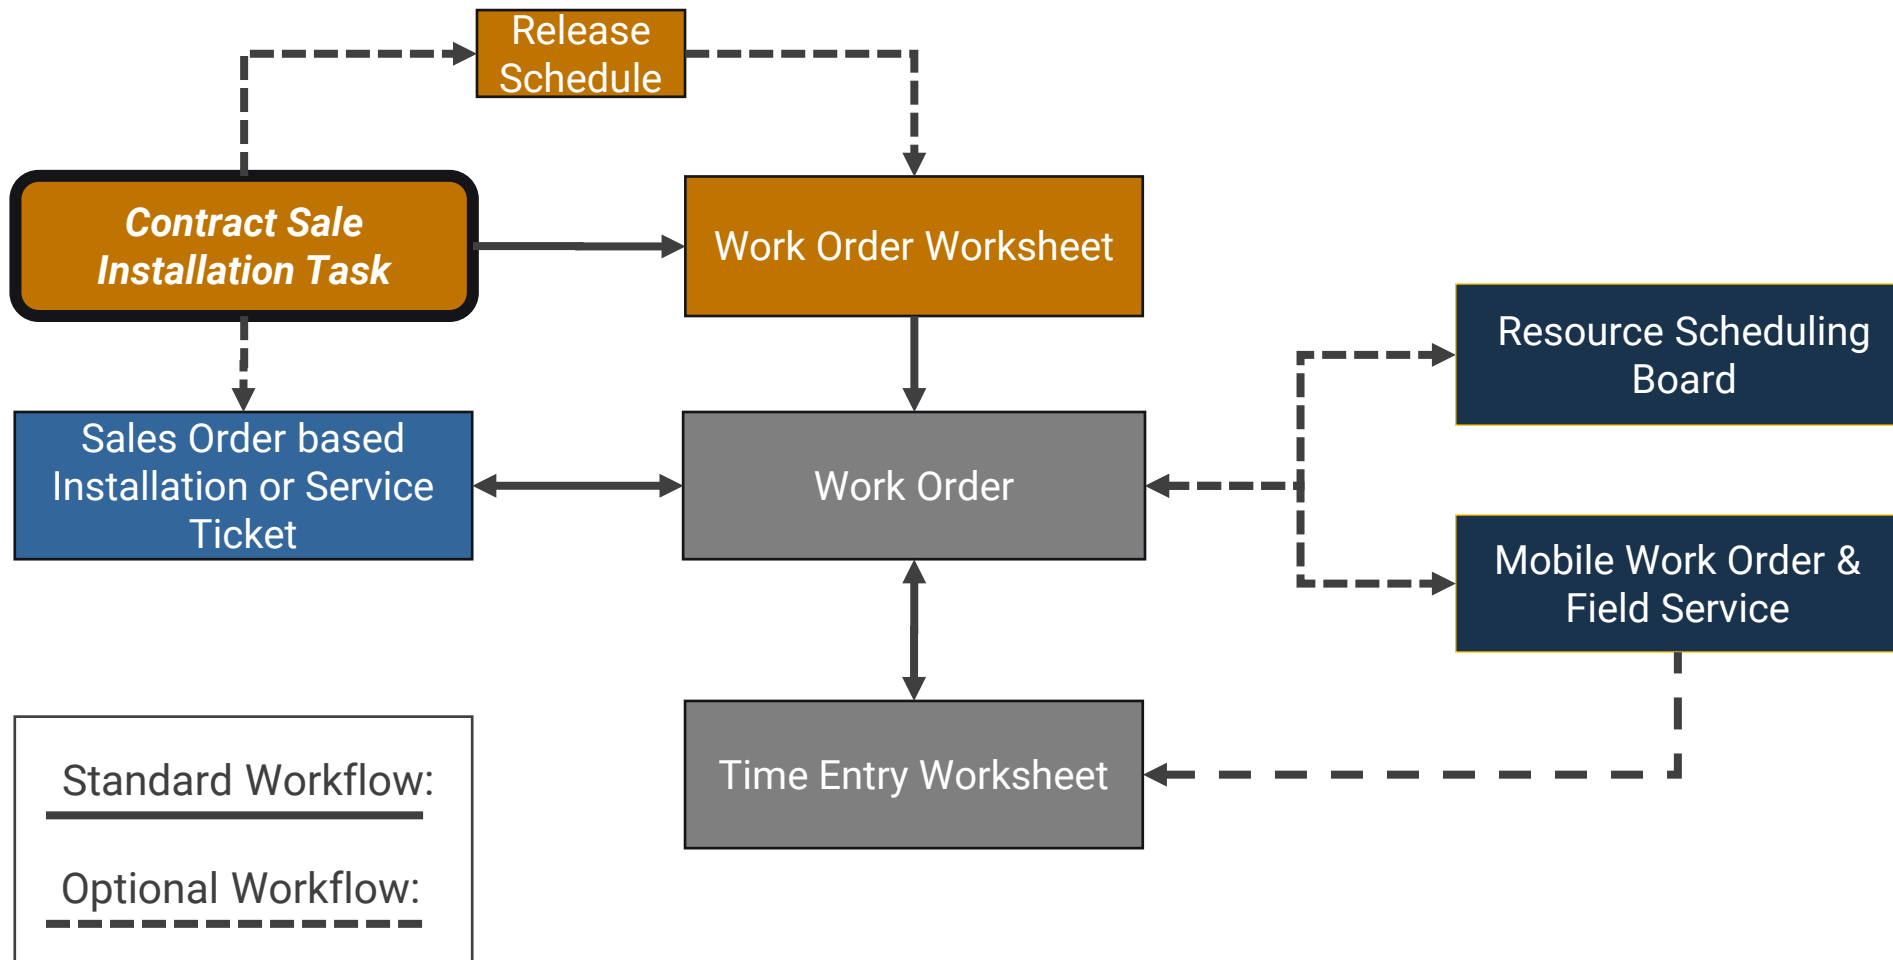 Release
Schedule
Contract Sale
Installation Task
Work Order Worksheet
Resource Scheduling
Board
Sales Order based
Installation or Service
Ticket
Work Order
Mobile Work Order &
Field Service
Time Entry Worksheet
Standard Workflow:
Optional Workflow: